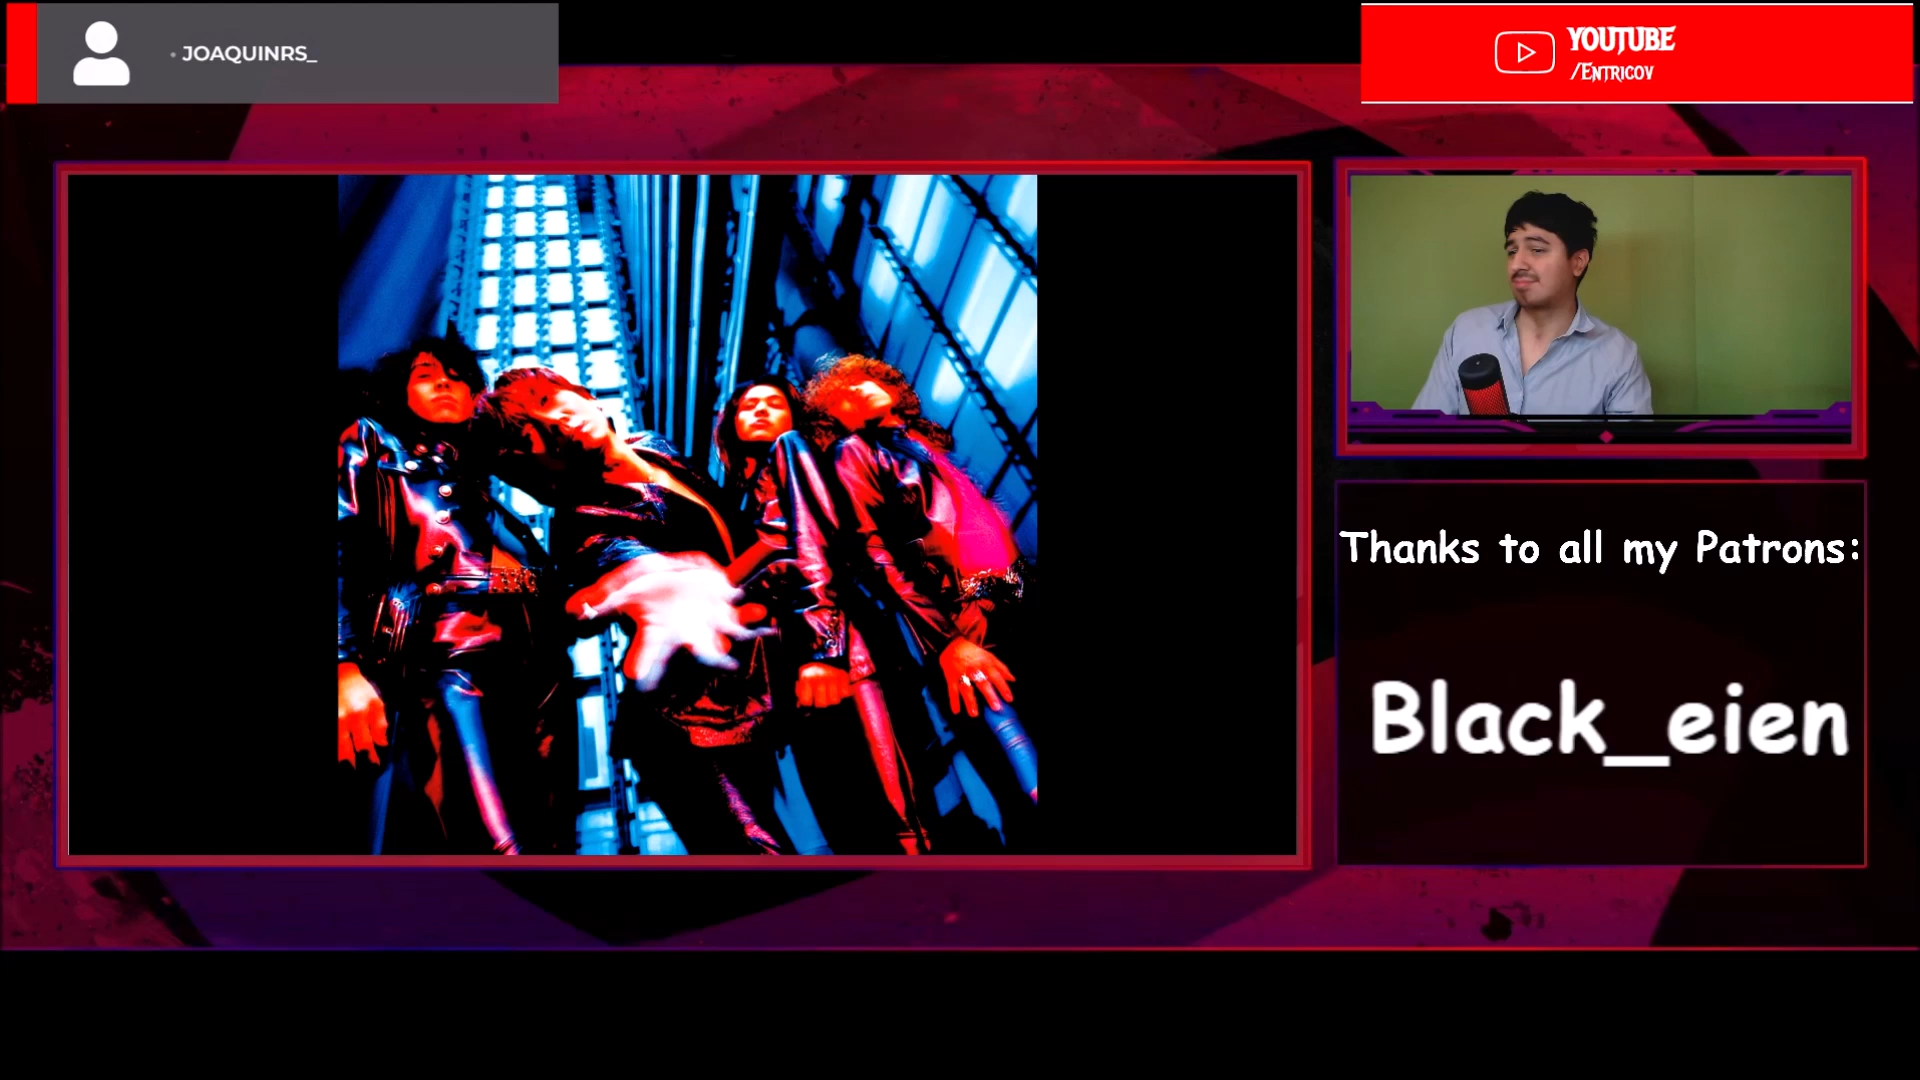 JOAQUINRS_
YOUTUBE
/ENTRICOV
Thanks to all my Patrons:
Black_eien